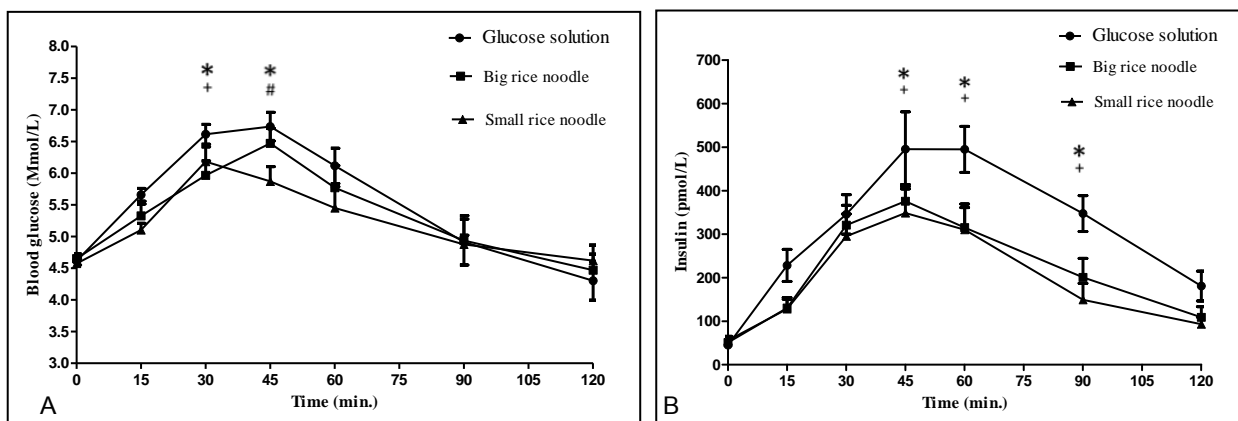 Glucose solution
Big rice noodle
Small rice noodle
* *
+ #
8.0
7.5
7.0
6.5
6.0
5.5
5.0
4.5
4.0
3.5
3.0
Blood glucose (Mmol/L)
0 15 30 45 60 75 90 105 120
Time (min.)
A
Glucose solution
Big rice noodle
Small rice noodle
* * *
+ + +
700
600
500
400
300
200
100
0
Insulin (pmol/L)
0 15 30 45 60 75 90 105 120
Time (min.)
B